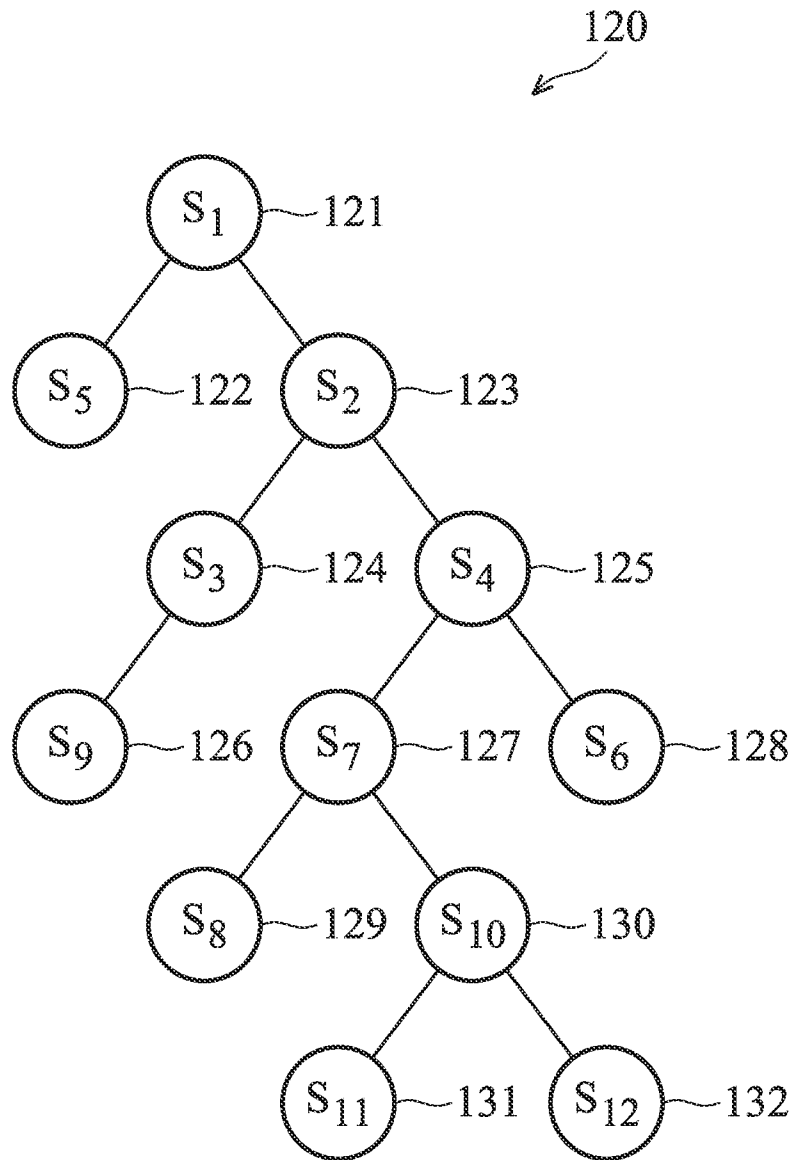 120
S₁ 121
S₅ 122 S₂ 123
S₃ 124 S₄ 125
S₉ 126 S₇ 127 S₆ 128
S₈ 129 S₁₀ 130
S₁₁ 131 S₁₂ 132